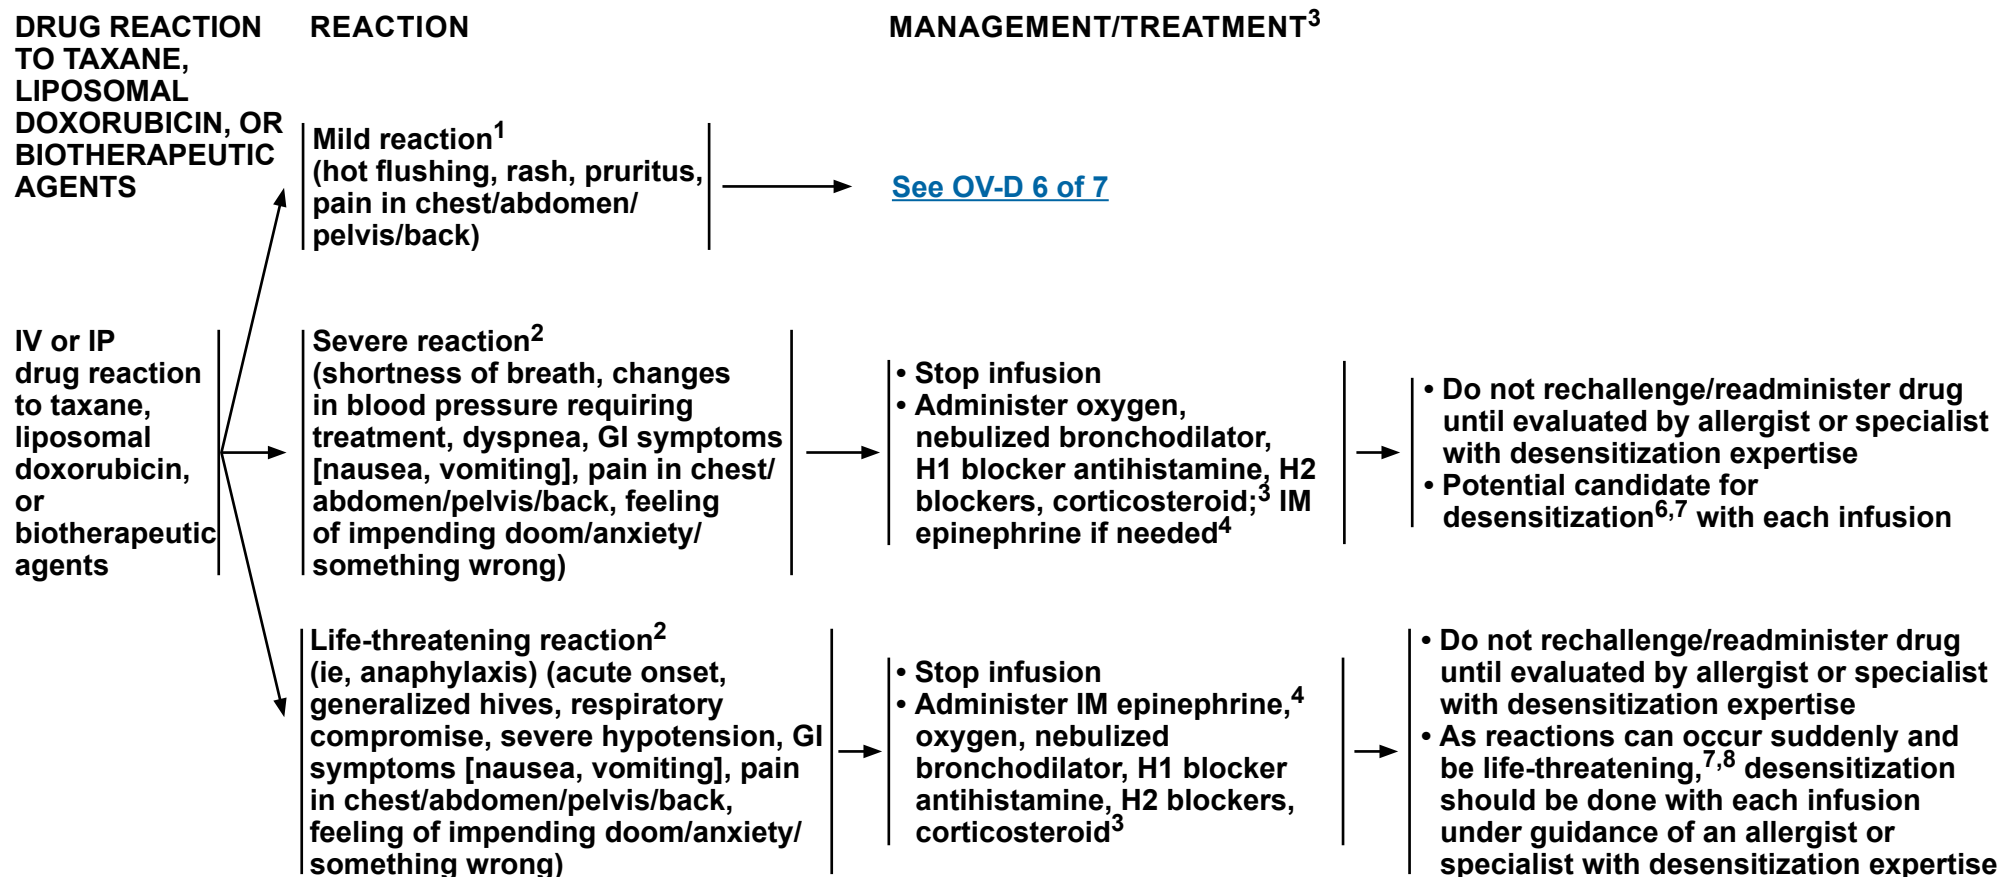 DRUG REACTION
TO TAXANE,
LIPOSOMAL
DOXORUBICIN, OR
BIOTHERAPEUTIC
AGENTS
REACTION
MANAGEMENT/TREATMENT3
Mild reaction1
(hot flushing, rash, pruritus,
pain in chest/abdomen/
pelvis/back)
See OV-D 6 of 7
IV or IP
drug reaction
to taxane,
liposomal
doxorubicin,
or
biotherapeutic
agents
Severe reaction2
(shortness of breath, changes
in blood pressure requiring
treatment, dyspnea, GI symptoms
[nausea, vomiting], pain in chest/
abdomen/pelvis/back, feeling
of impending doom/anxiety/
something wrong)
• Stop infusion
• Administer oxygen,
nebulized bronchodilator,
H1 blocker antihistamine, H2
blockers, corticosteroid;3 IM
epinephrine if needed4
• Do not rechallenge/readminister drug
until evaluated by allergist or specialist
with desensitization expertise
• Potential candidate for
desensitization6,7 with each infusion
Life-threatening reaction2
(ie, anaphylaxis) (acute onset,
generalized hives, respiratory
compromise, severe hypotension, GI
symptoms [nausea, vomiting], pain
in chest/abdomen/pelvis/back,
feeling of impending doom/anxiety/
something wrong)
• Stop infusion
• Administer IM epinephrine,4
oxygen, nebulized
bronchodilator, H1 blocker
antihistamine, H2 blockers,
corticosteroid3
• Do not rechallenge/readminister drug
until evaluated by allergist or specialist
with desensitization expertise
• As reactions can occur suddenly and
be life-threatening,7,8 desensitization
should be done with each infusion
under guidance of an allergist or
specialist with desensitization expertise